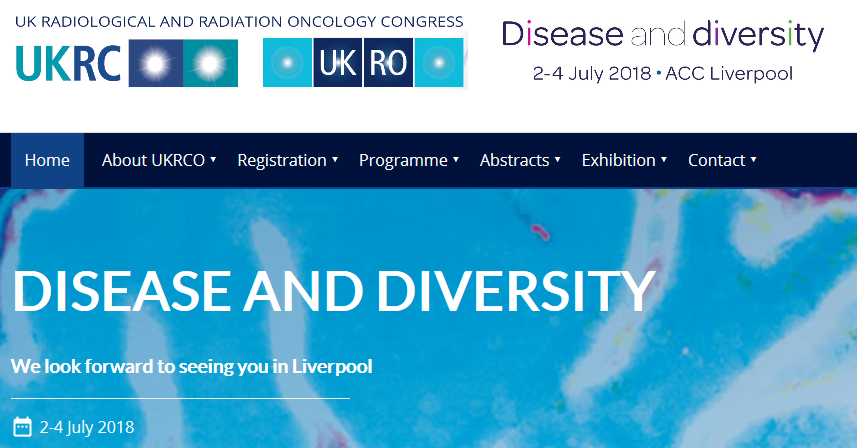 UK RADIOLOGICAL AND RADIATION ONCOLOGY CONGRESS
UKRC
UKRO
Disease and diversity
2-4 July 2018 • ACC Liverpool
Home About UKRCO ▾ Registration ▾ Programme ▾ Abstracts ▾ Exhibition ▾ Contact ▾
DISEASE AND DIVERSITY
We look forward to seeing you in Liverpool
2-4 July 2018